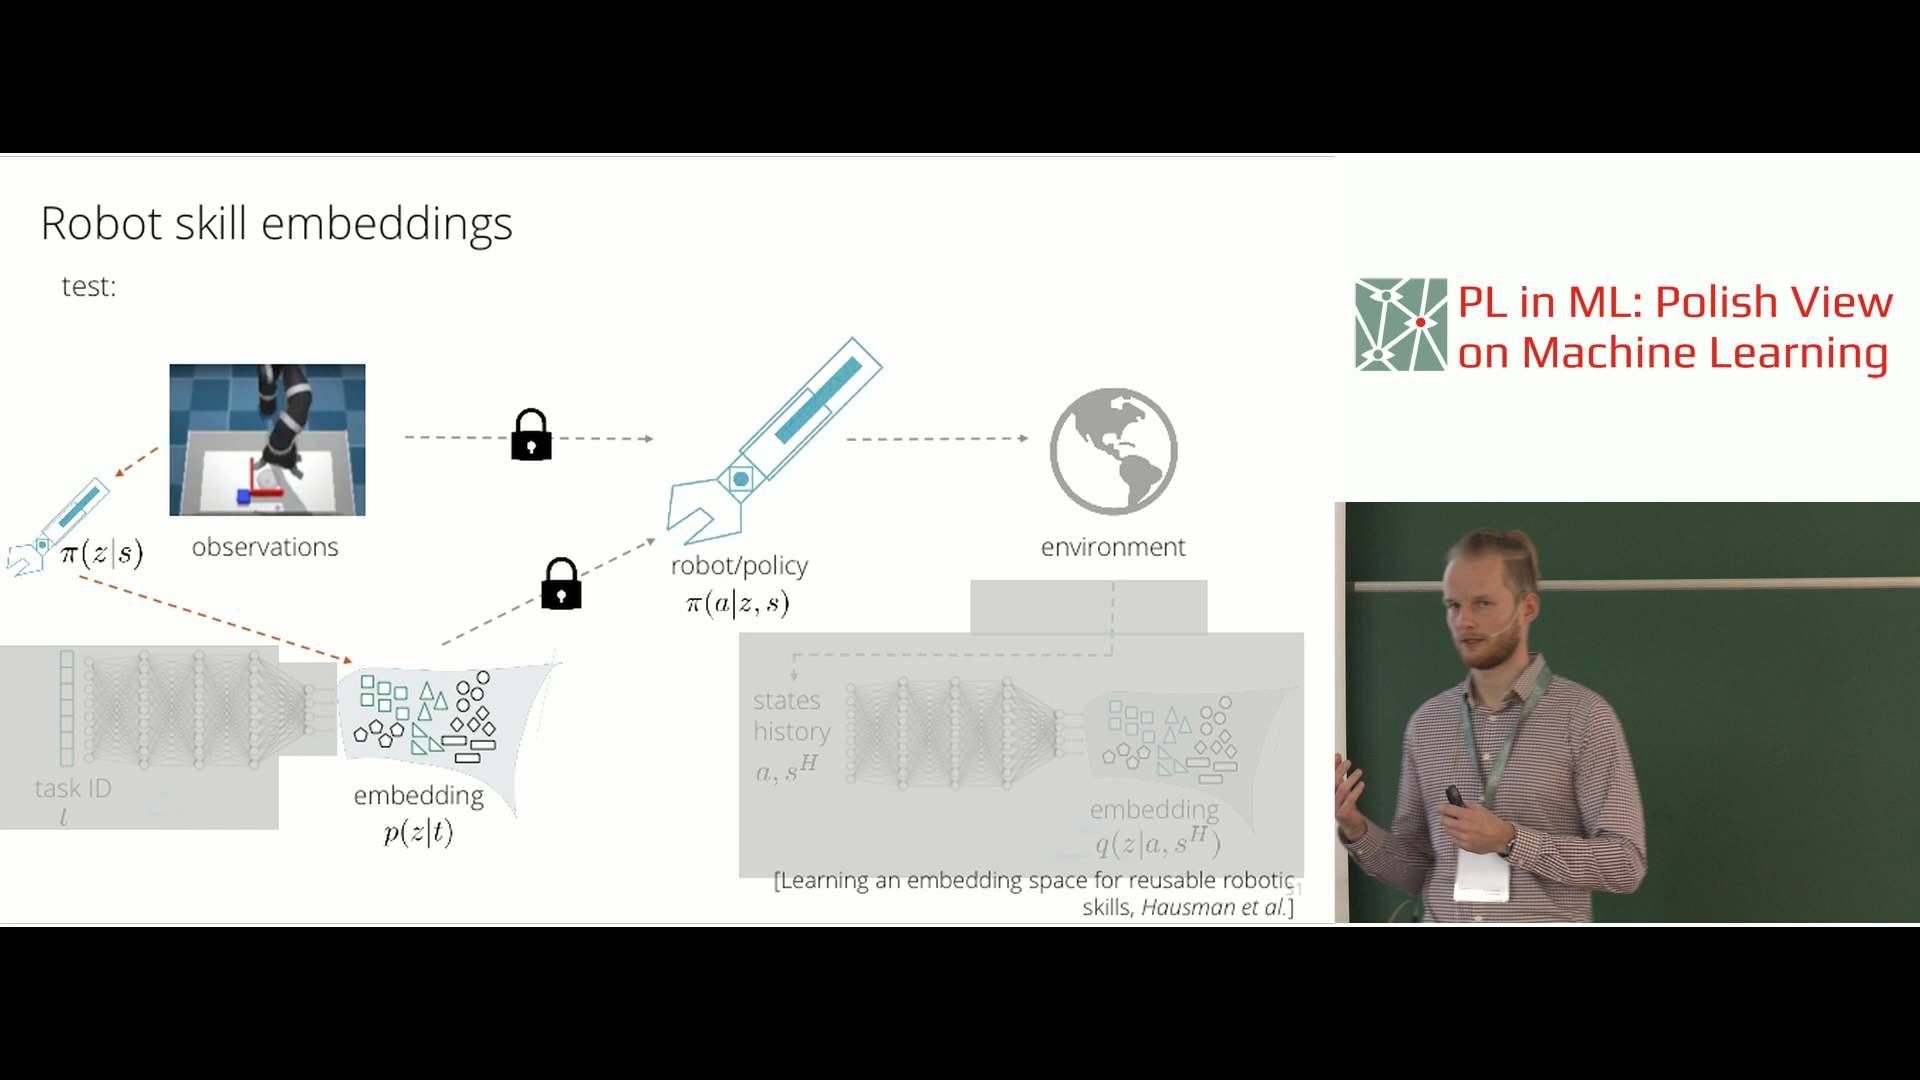 Robot skill embeddings
test:
PL in ML: Polish View
on Machine Learning
observations
π(z|s)
robot/policy
π(a|z, s)
environment
task ID
t
embedding
p(z|t)
states
history
a, s^H
embedding
q(z|a, s^H)
[Learning an embedding space for reusable robotic
skills, Hausman et al.]
31